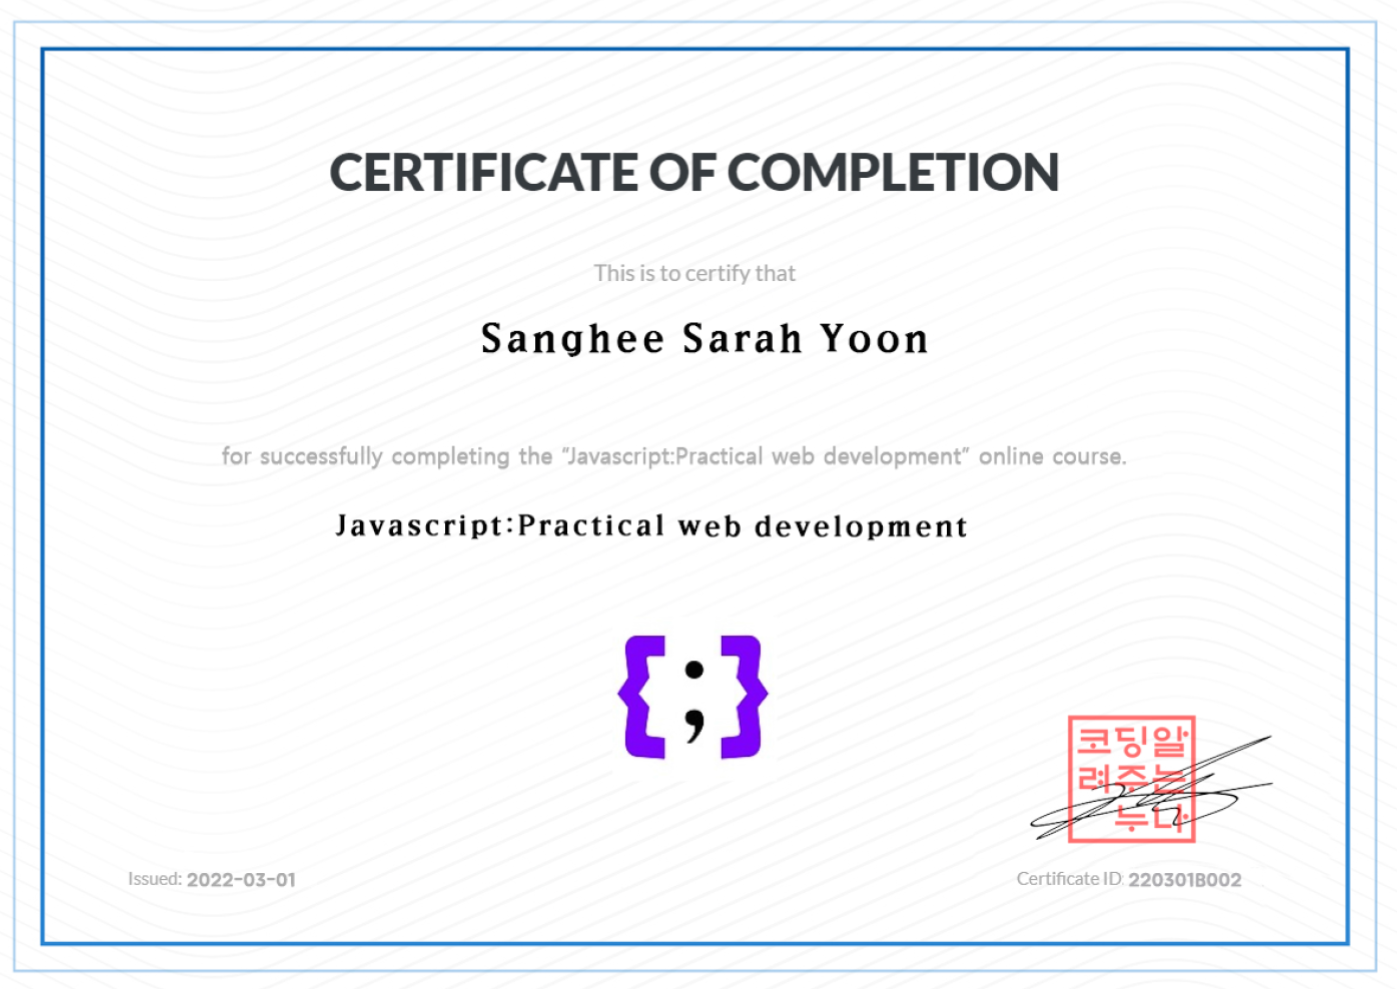 CERTIFICATE OF COMPLETION
This is to certify that
Sanghee Sarah Yoon
for successfully completing the “Javascript:Practical web development” online course.
Javascript:Practical web development
{;}
코딩알
려주는
누나
Issued: 2022-03-01
Certificate ID: 220301B002